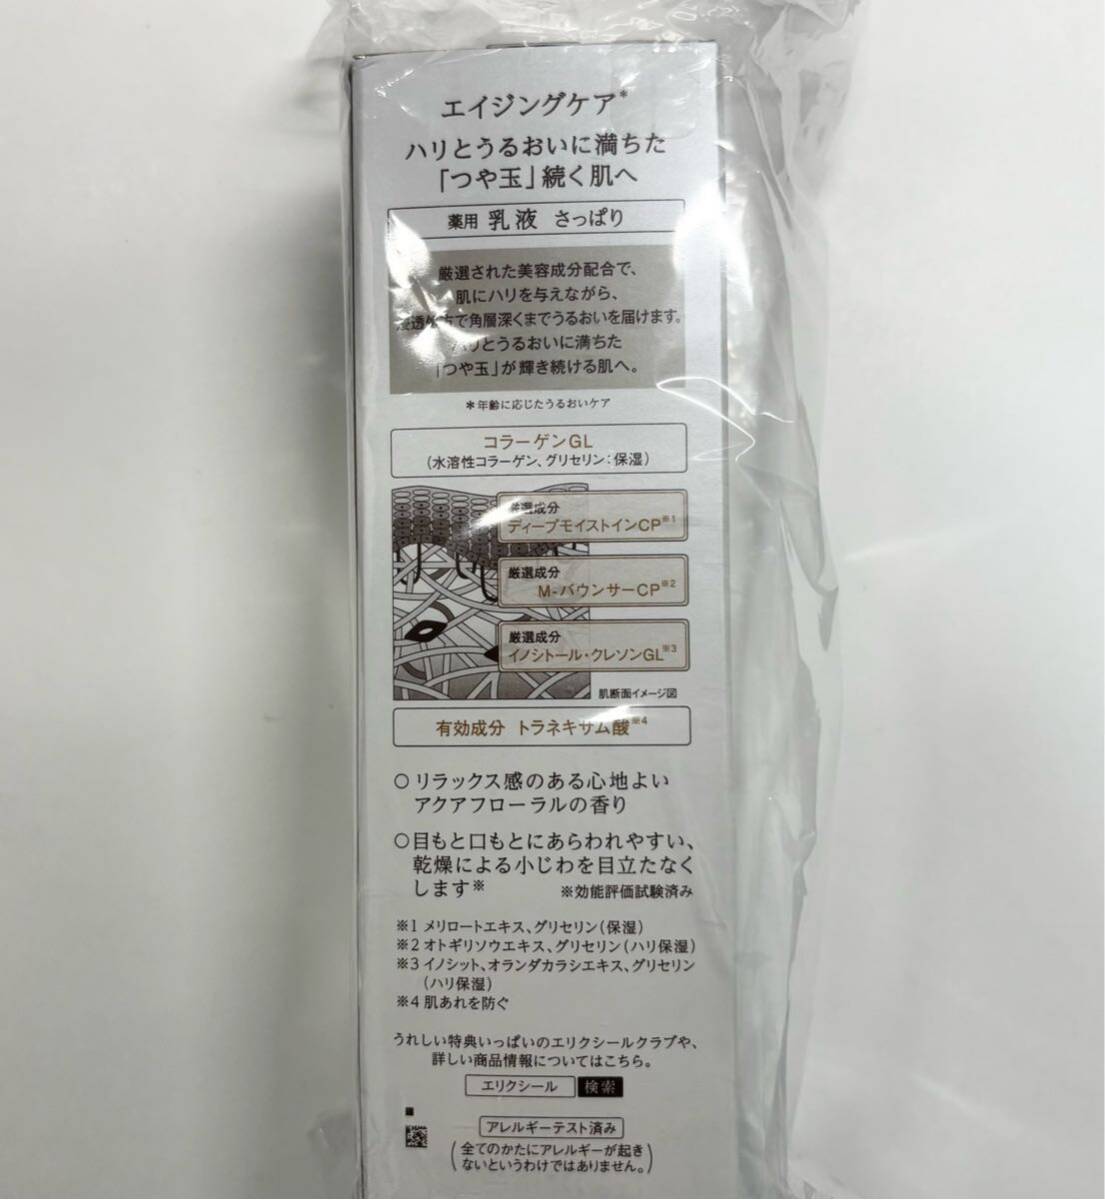 エイジングケア*
ハリとうるおいに満ちた
「つや玉」続く肌へ
薬用 乳液 さっぱり
厳選された美容成分配合で、
肌にハリを与えながら、
浸透処方で角層深くまでうるおいを届けます。
ハリとうるおいに満ちた
「つや玉」が輝き続ける肌へ。
*年齢に応じたうるおいケア
コラーゲンGL
(水溶性コラーゲン、グリセリン:保湿)
厳選成分
ディープモイストインCP※1
厳選成分
M-バウンサーCP※2
厳選成分
イノシトール・クレソンGL※3
肌断面イメージ図
有効成分 トラネキサム酸※4
○リラックス感のある心地よい
アクアフローラルの香り
○目もと口もとにあらわれやすい、
乾燥による小じわを目立たなく
します※ ※効能評価試験済み
※1 メリロートエキス、グリセリン(保湿)
※2 オトギリソウエキス、グリセリン(ハリ保湿)
※3 イノシット、オランダカラシエキス、グリセリン
(ハリ保湿)
※4 肌あれを防ぐ
うれしい特典いっぱいのエリクシールクラブや、
詳しい商品情報についてはこちら。
エリクシール 検索
アレルギーテスト済み
(全てのかたにアレルギーが起き
ないというわけではありません。)